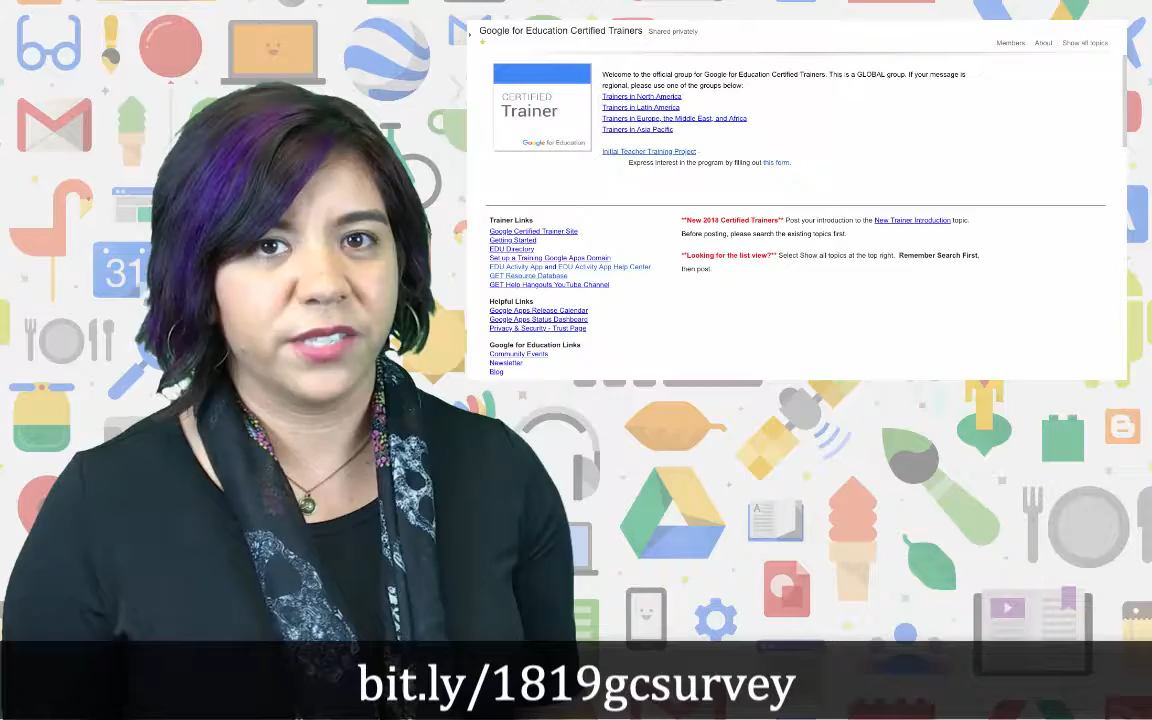 Google for Education Certified Trainers Shared privately
Members About Show all topics
CERTIFIED
Trainer
Google for Education
Welcome to the official group for Google for Education Certified Trainers. This is a GLOBAL group. If your message is
regional, please use one of the groups below:
Trainers in North America
Trainers in Latin America
Trainers in Europe, the Middle East, and Africa
Trainers in Asia Pacific
Initial Teacher Training Project
Express interest in the program by filling out this form.
Trainer Links
Google Certified Trainer Site
Getting Started
EDU Directory
Set up a Training Google Apps Domain
EDU Activity App and EDU Activity App Help Center
GET Resource Database
GET Help Hangouts YouTube Channel
Helpful Links
Google Apps Release Calendar
Google Apps Status Dashboard
Privacy & Security - Trust Page
Google for Education Links
Community Events
Newsletter
Blog
**New 2018 Certified Trainers** Post your introduction to the New Trainer Introduction topic.
Before posting, please search the existing topics first.
**Looking for the list view?** Select Show all topics at the top right. Remember Search First,
then post.
31
A
bit.ly/1819gcsurvey